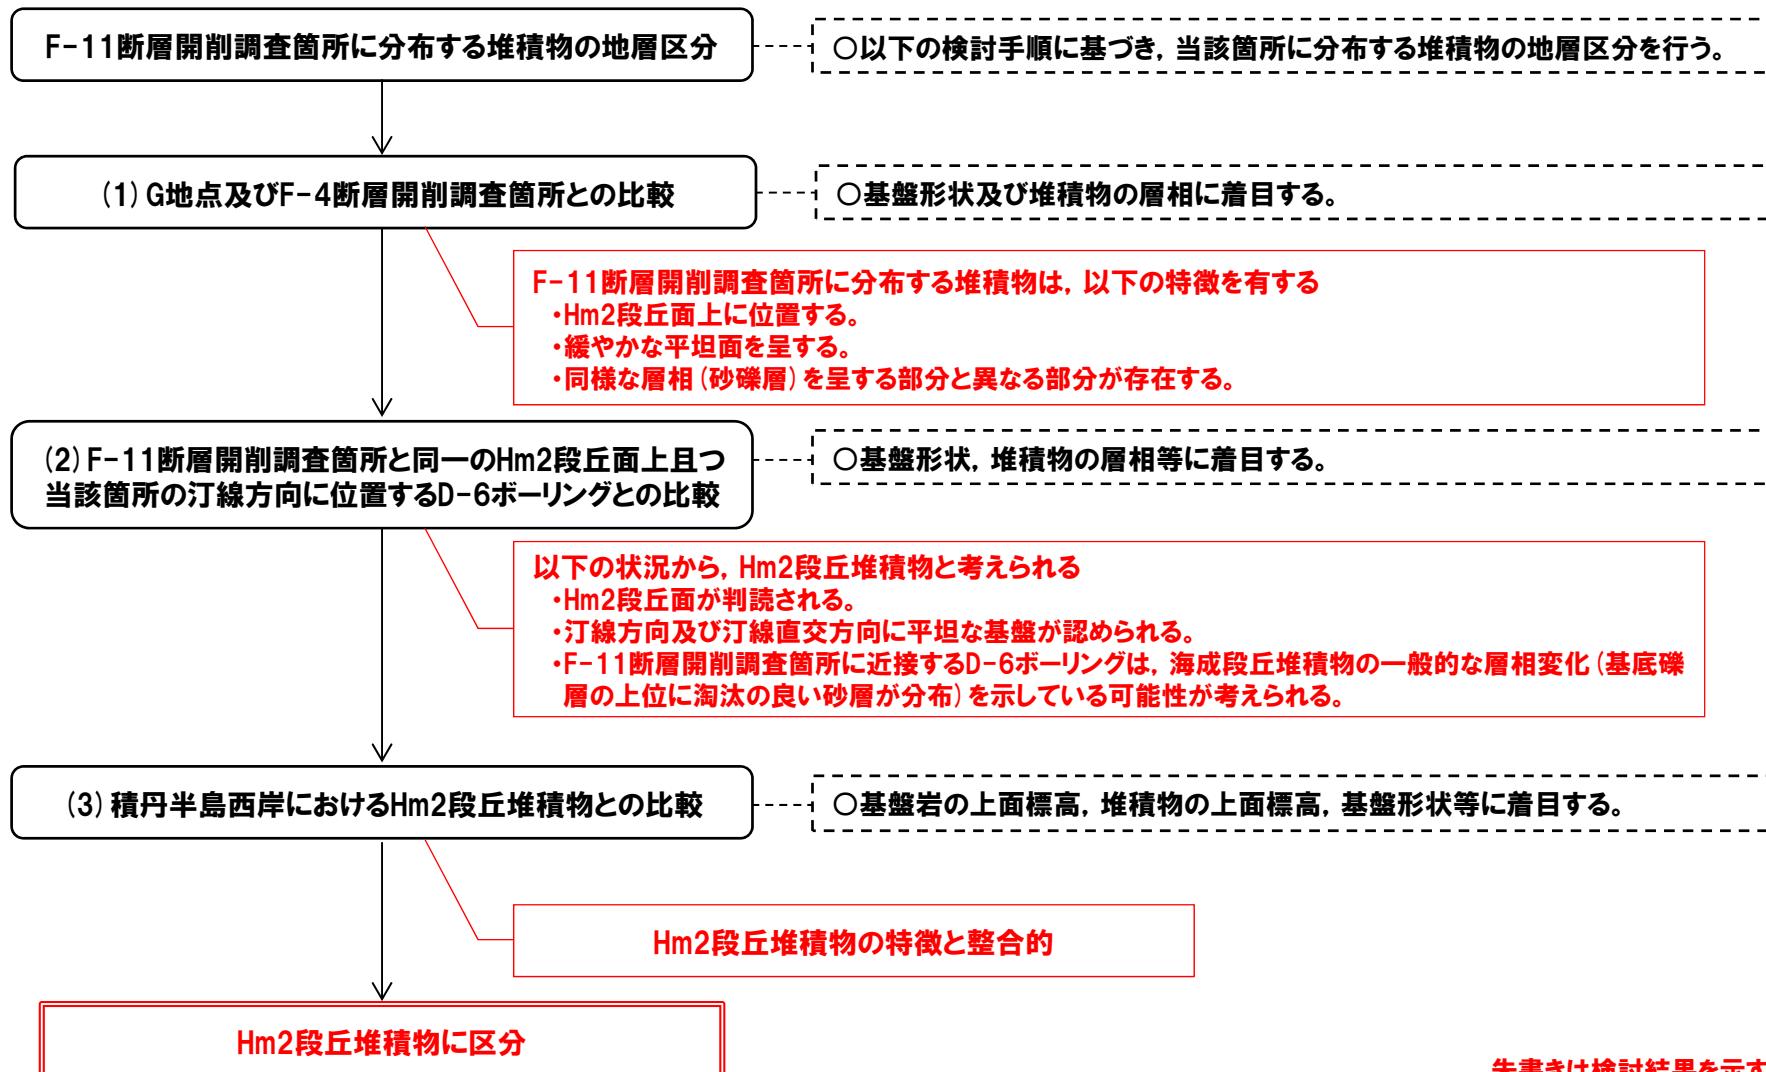 F-11断層開削調査箇所に分布する堆積物の地層区分
○以下の検討手順に基づき，当該箇所に分布する堆積物の地層区分を行う。
(1)G地点及びF-4断層開削調査箇所との比較
○基盤形状及び堆積物の層相に着目する。
F-11断層開削調査箇所に分布する堆積物は，以下の特徴を有する
・Hm2段丘面上に位置する。
・緩やかな平坦面を呈する。
・同様な層相(砂礫層)を呈する部分と異なる部分が存在する。
(2)F-11断層開削調査箇所と同一のHm2段丘面上且つ
当該箇所の汀線方向に位置するD-6ボーリングとの比較
○基盤形状，堆積物の層相等に着目する。
以下の状況から，Hm2段丘堆積物と考えられる
・Hm2段丘面が判読される。
・汀線方向及び汀線直交方向に平坦な基盤が認められる。
・F-11断層開削調査箇所に近接するD-6ボーリングは，海成段丘堆積物の一般的な層相変化(基底礫
層の上位に淘汰の良い砂層が分布)を示している可能性が考えられる。
(3)積丹半島西岸におけるHm2段丘堆積物との比較
○基盤岩の上面標高，堆積物の上面標高，基盤形状等に着目する。
Hm2段丘堆積物の特徴と整合的
Hm2段丘堆積物に区分
朱書きは検討結果を示す